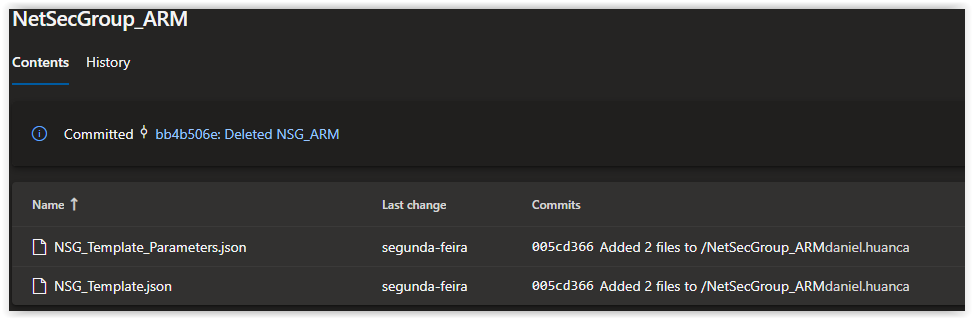 NetSecGroup_ARM
Contents History
Committed bb4b506e: Deleted NSG_ARM
Name ↑ Last change Commits
NSG_Template_Parameters.json segunda-feira 005cd366 Added 2 files to /NetSecGroup_ARMdaniel.huanca
NSG_Template.json segunda-feira 005cd366 Added 2 files to /NetSecGroup_ARMdaniel.huanca